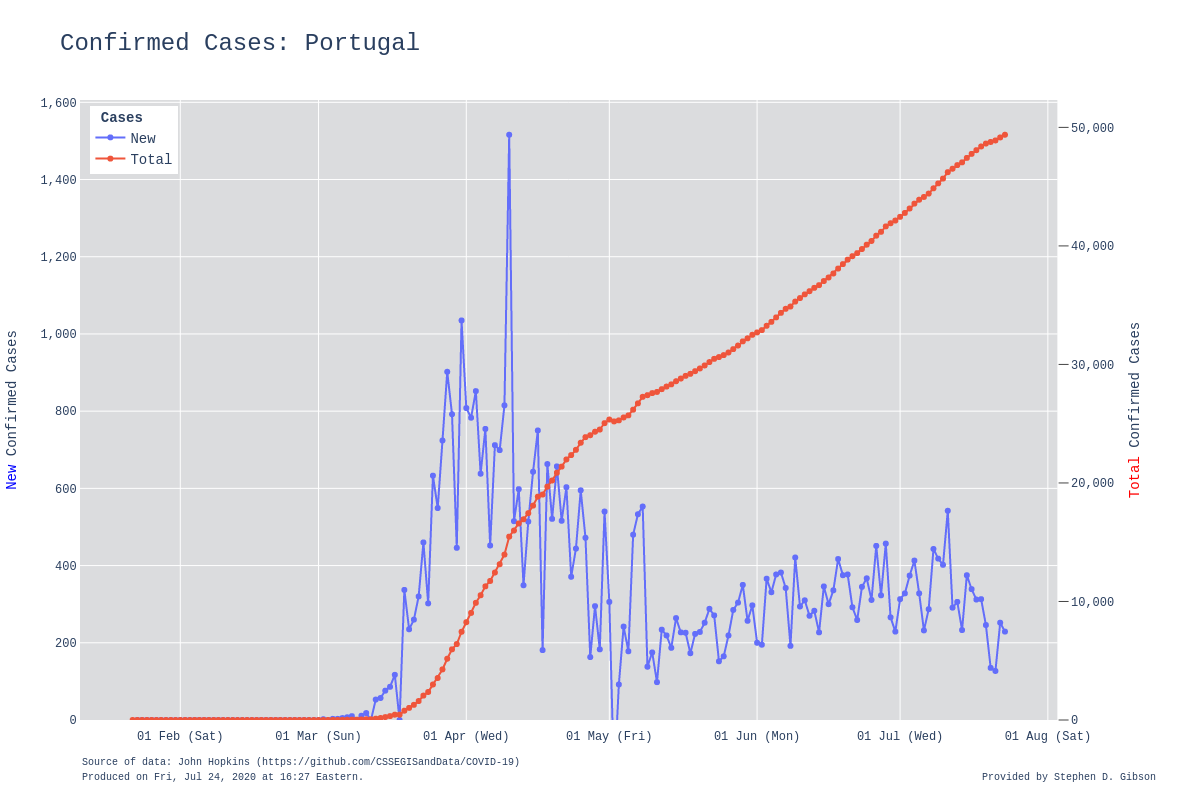 Confirmed Cases: Portugal
Cases
New
Total
1,600
1,400
1,200
1,000
800
600
400
200
0
50,000
40,000
30,000
20,000
10,000
0
New Confirmed Cases
Total Confirmed Cases
01 Feb (Sat)
01 Mar (Sun)
01 Apr (Wed)
01 May (Fri)
01 Jun (Mon)
01 Jul (Wed)
01 Aug (Sat)
Source of data: John Hopkins (https://github.com/CSSEGISandData/COVID-19)
Produced on Fri, Jul 24, 2020 at 16:27 Eastern.
Provided by Stephen D. Gibson